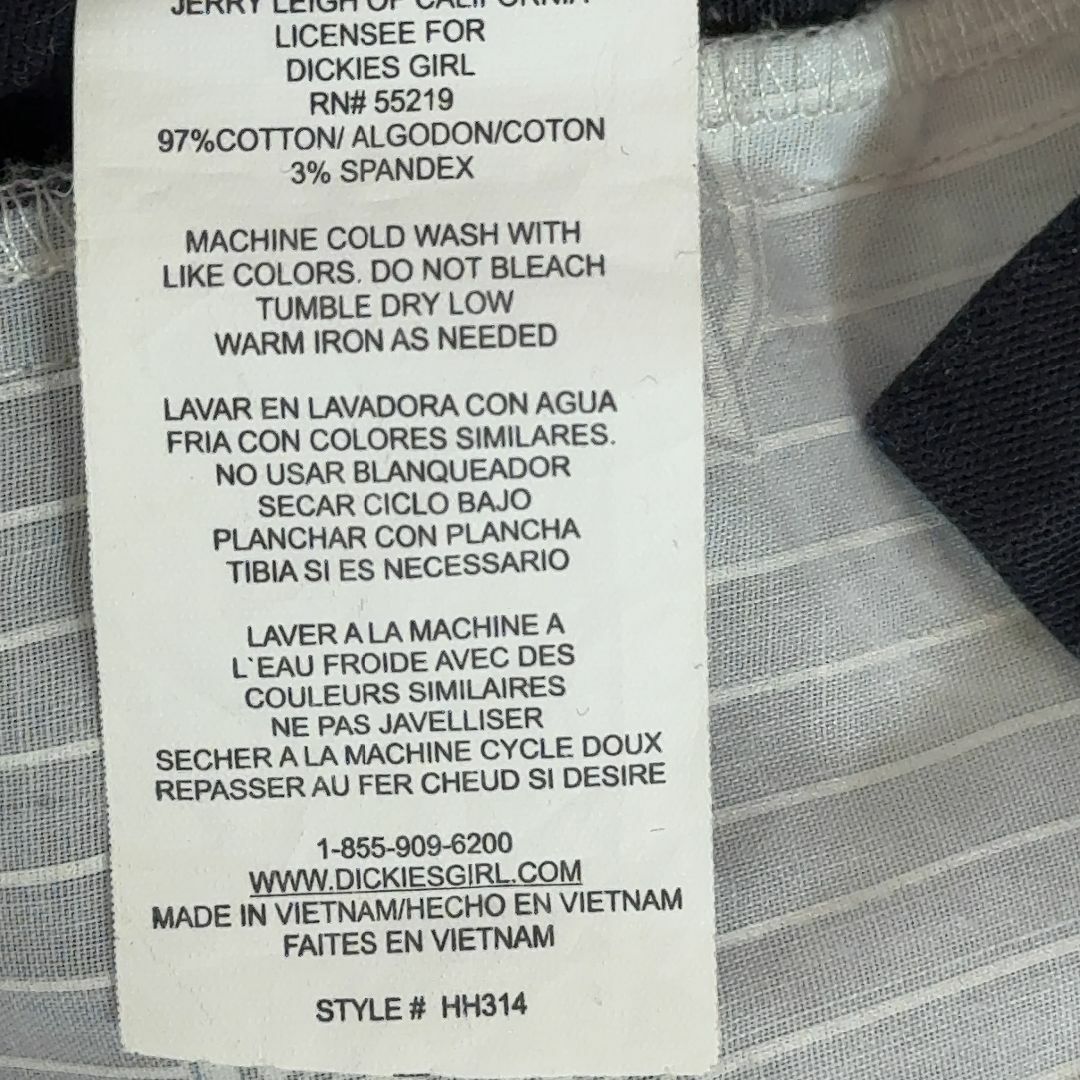 JERRY LEIGH OF CALIFORNIA
LICENSEE FOR
DICKIES GIRL
RN# 55219
97%COTTON/ ALGODON/COTON
3% SPANDEX
MACHINE COLD WASH WITH
LIKE COLORS. DO NOT BLEACH
TUMBLE DRY LOW
WARM IRON AS NEEDED
LAVAR EN LAVADORA CON AGUA
FRIA CON COLORES SIMILARES.
NO USAR BLANQUEADOR
SECAR CICLO BAJO
PLANCHAR CON PLANCHA
TIBIA SI ES NECESSARIO
LAVER A LA MACHINE A
L`EAU FROIDE AVEC DES
COULEURS SIMILAIRES
NE PAS JAVELLISER
SECHER A LA MACHINE CYCLE DOUX
REPASSER AU FER CHEUD SI DESIRE
1-855-909-6200
WWW.DICKIESGIRL.COM
MADE IN VIETNAM/HECHO EN VIETNAM
FAITES EN VIETNAM
STYLE # HH314